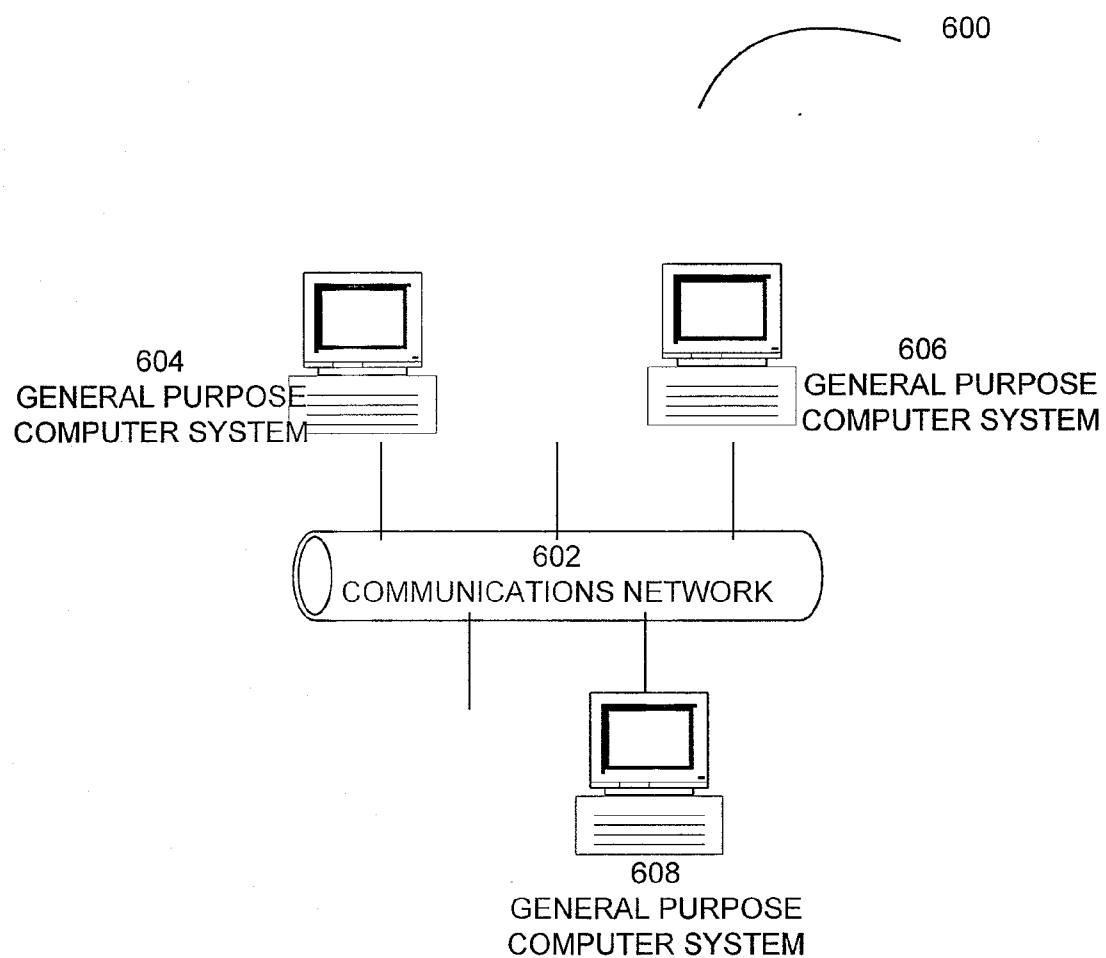 600
604
GENERAL PURPOSE
COMPUTER SYSTEM
606
GENERAL PURPOSE
COMPUTER SYSTEM
602
COMMUNICATIONS NETWORK
608
GENERAL PURPOSE
COMPUTER SYSTEM